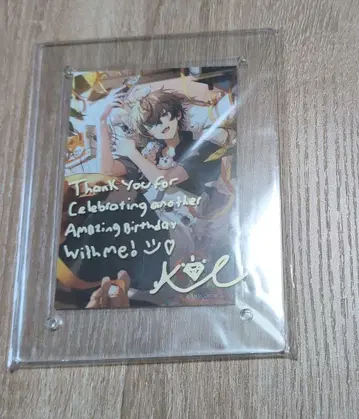 Thank You for
Celebrating another
Amazing Birthday
With me!